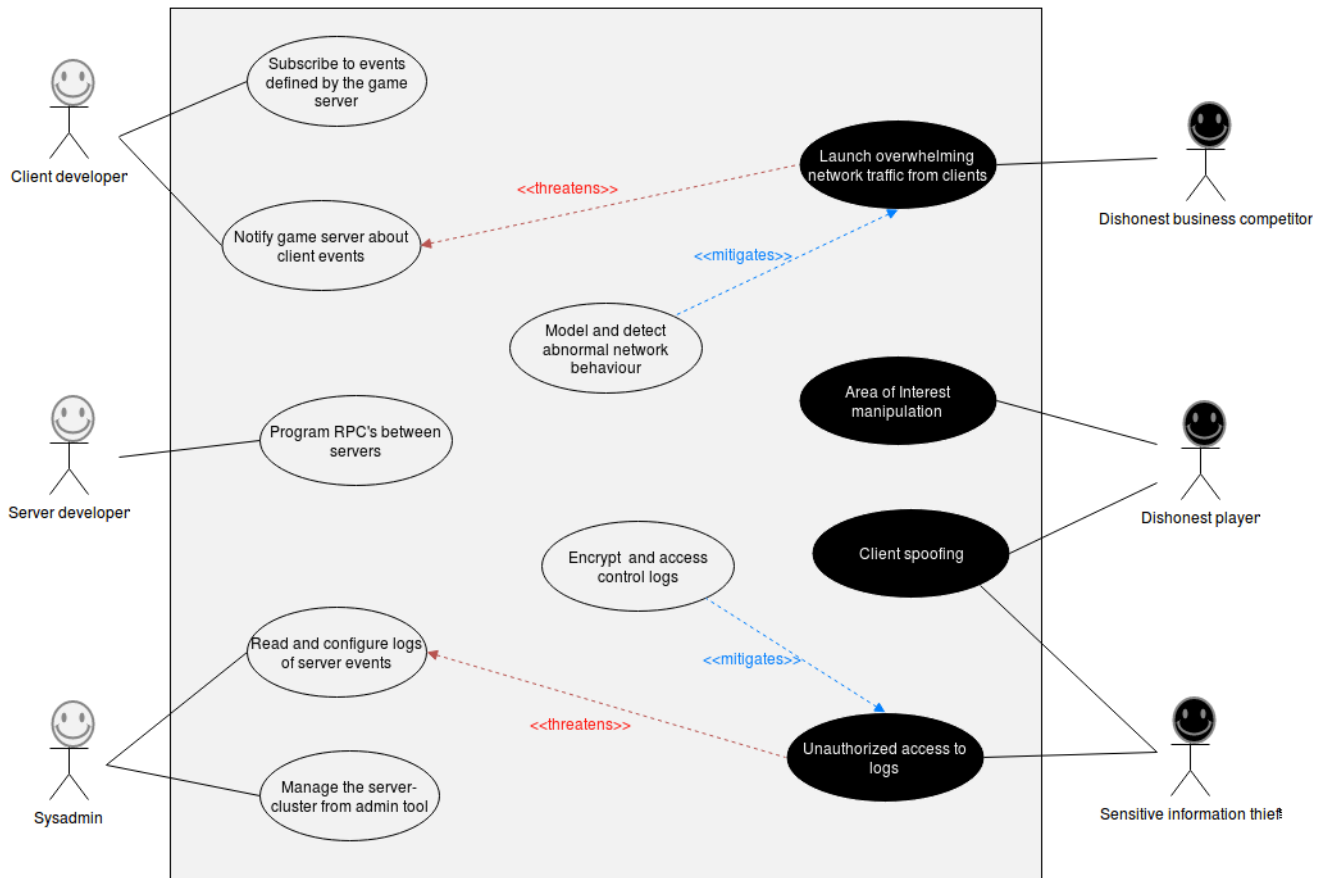 Subscribe to events
defined by the game
server
Client developer
Launch overwhelming
network traffic from clients
<<threatens>>
Dishonest business competitor
Notify game server about
client events
<<mitigates>>
Model and detect
abnormal network
behaviour
Area of Interest
manipulation
Program RPC's between
servers
Server developer
Dishonest player
Encrypt and access
control logs
Client spoofing
Read and configure logs
of server events
<<mitigates>>
<<threatens>>
Unauthorized access to
logs
Manage the server-
cluster from admin tool
Sysadmin
Sensitive information thief